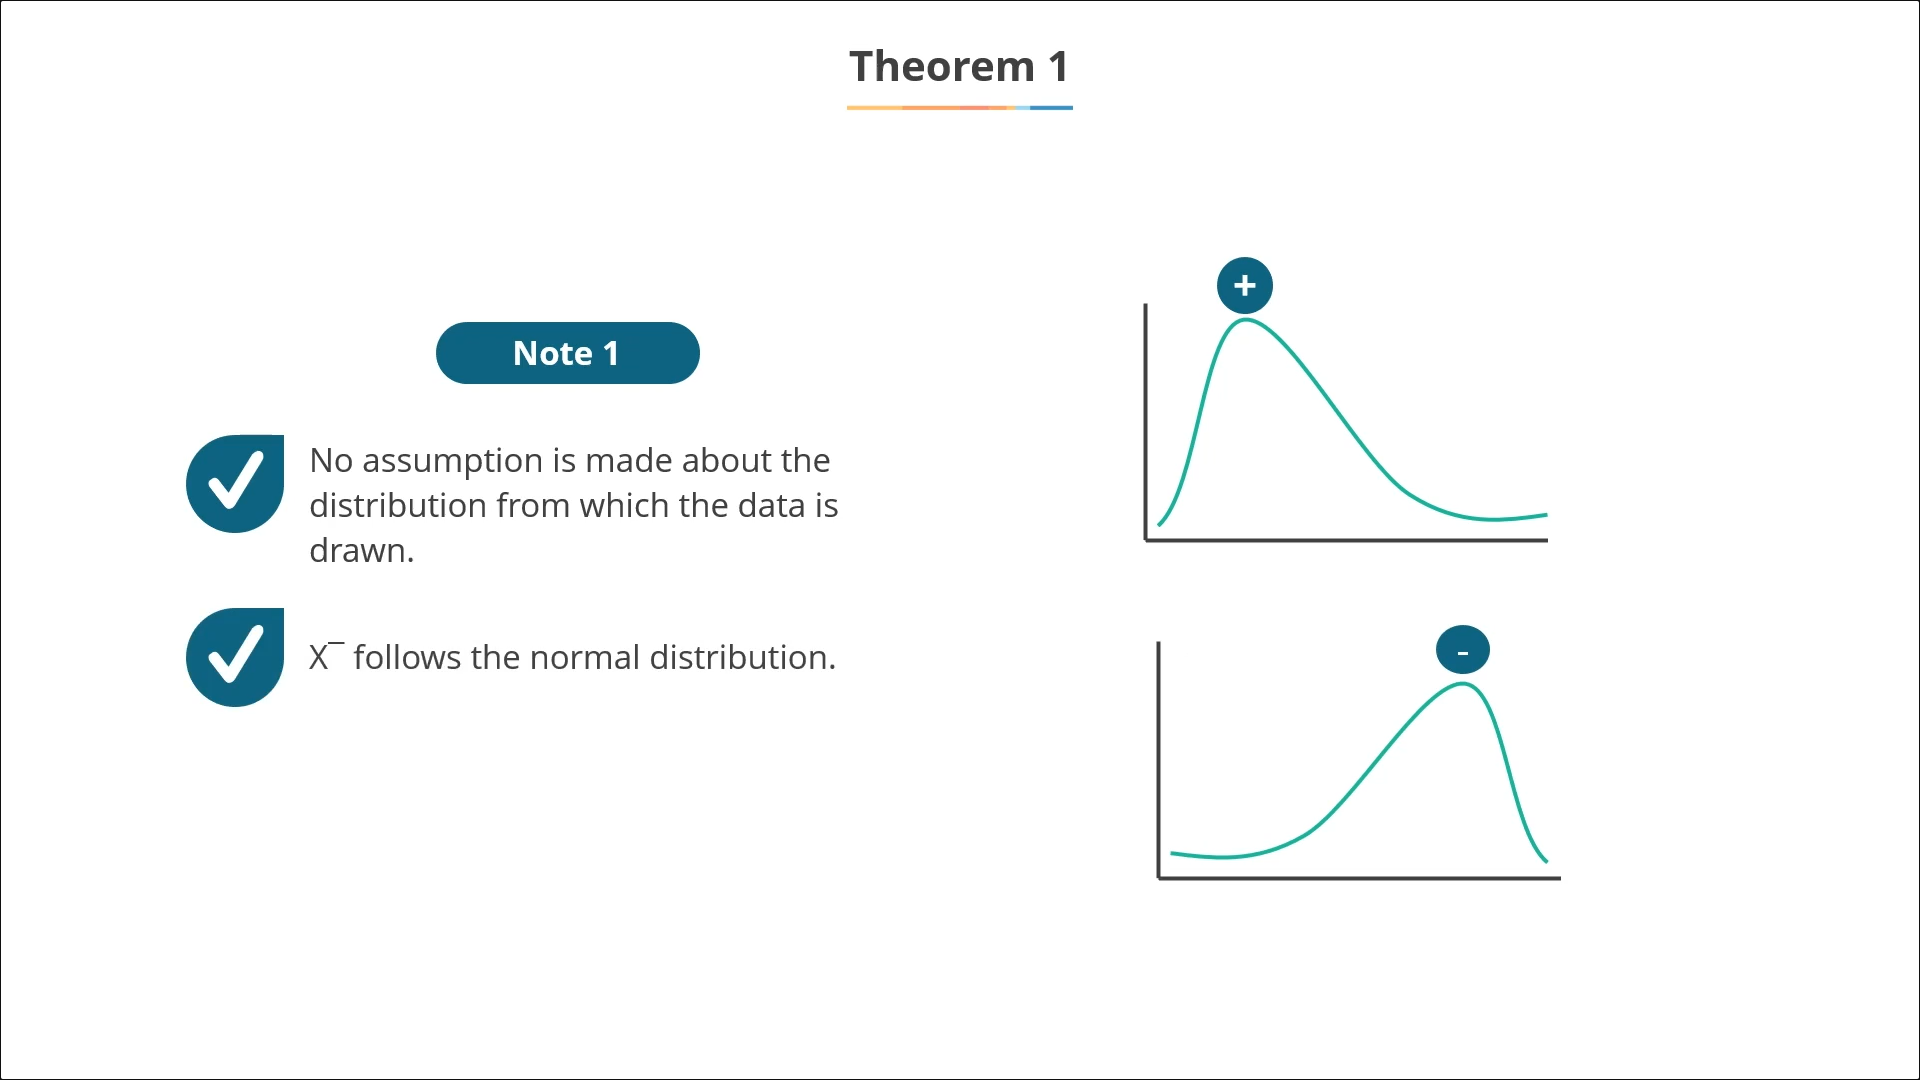 Theorem 1
Note 1
No assumption is made about the
distribution from which the data is
drawn.
X¯ follows the normal distribution.
+
-